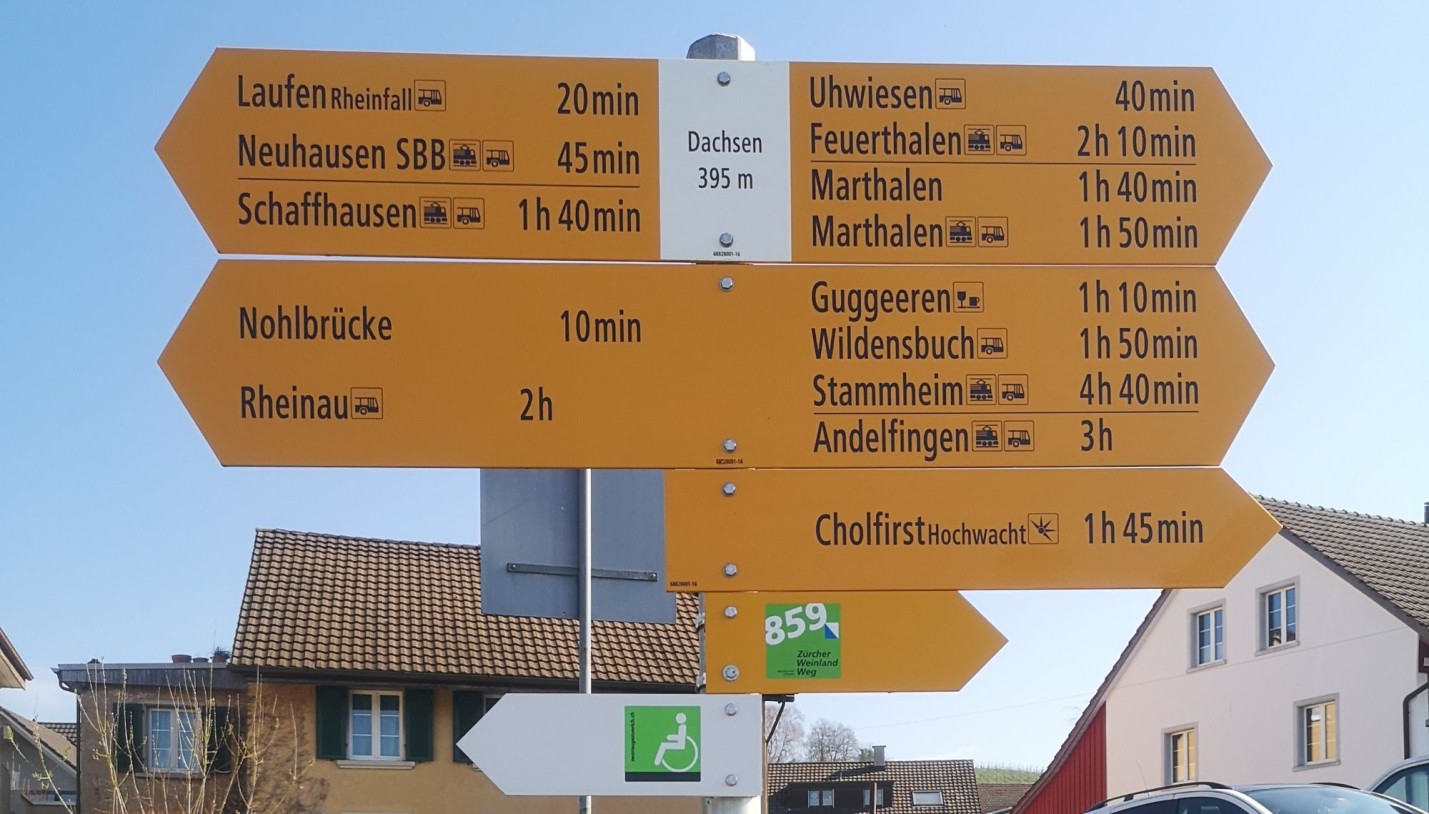 Laufen Rheinfall 20min
Neuhausen SBB 45min
Schaffhausen 1h 40min
Dachsen
395 m
Uhwiesen 40min
Feuerthalen 2h 10min
Marthalen 1h 40min
Marthalen 1h 50min
Nohlbrücke 10min
Rheinau 2h
Guggeeren 1h 10min
Wildensbuch 1h 50min
Stammheim 4h 40min
Andelfingen 3h
Cholfirst Hochwacht 1h 45min
859
Zürcher
Weinland
Weg